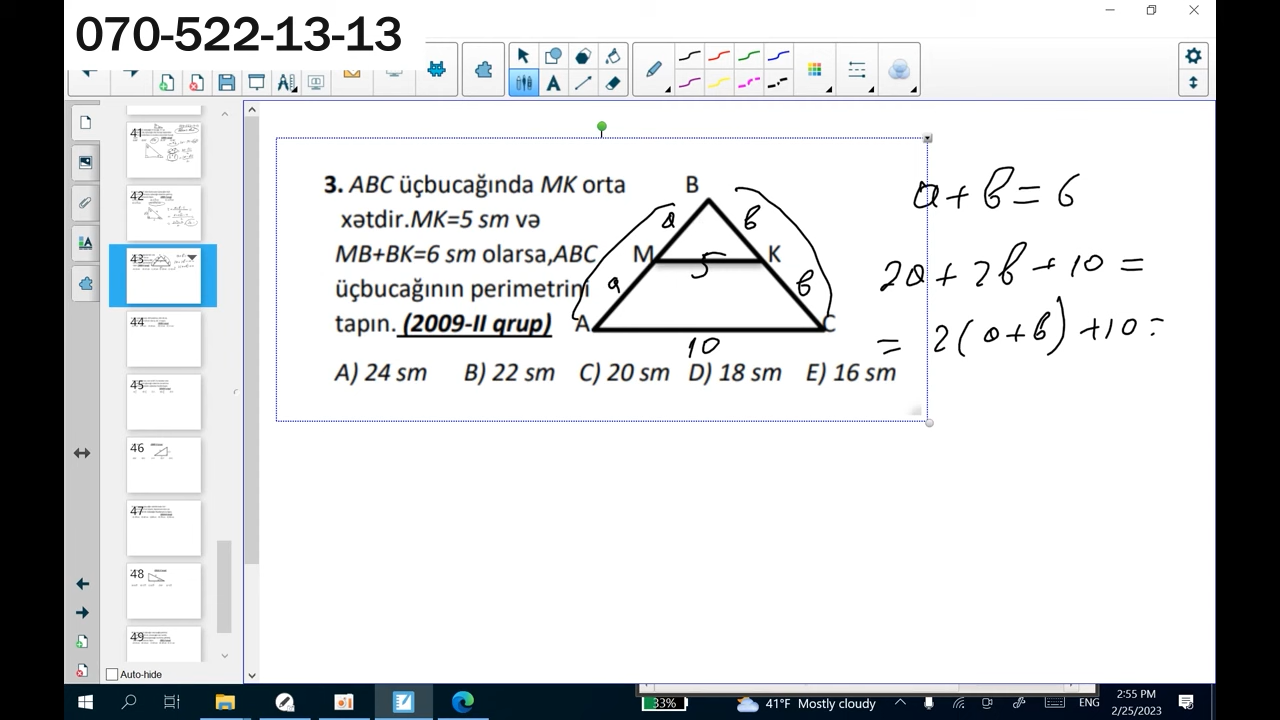 070-522-13-13
41
42
43
44
45
46
47
48
49
Auto-hide
3. ABC üçbucağında MK orta
xətdir.MK=5 sm və
MB+BK=6 sm olarsa,ABC
üçbucağının perimetrini
tapın. (2009-II qrup)
A) 24 sm B) 22 sm C) 20 sm D) 18 sm E) 16 sm
B
a b
M 5 K
a b
A C
10
a+b=6
2a+2b+10=
= 2(a+b)+10=
33%
41°F Mostly cloudy
ENG
2:55 PM
2/25/2023